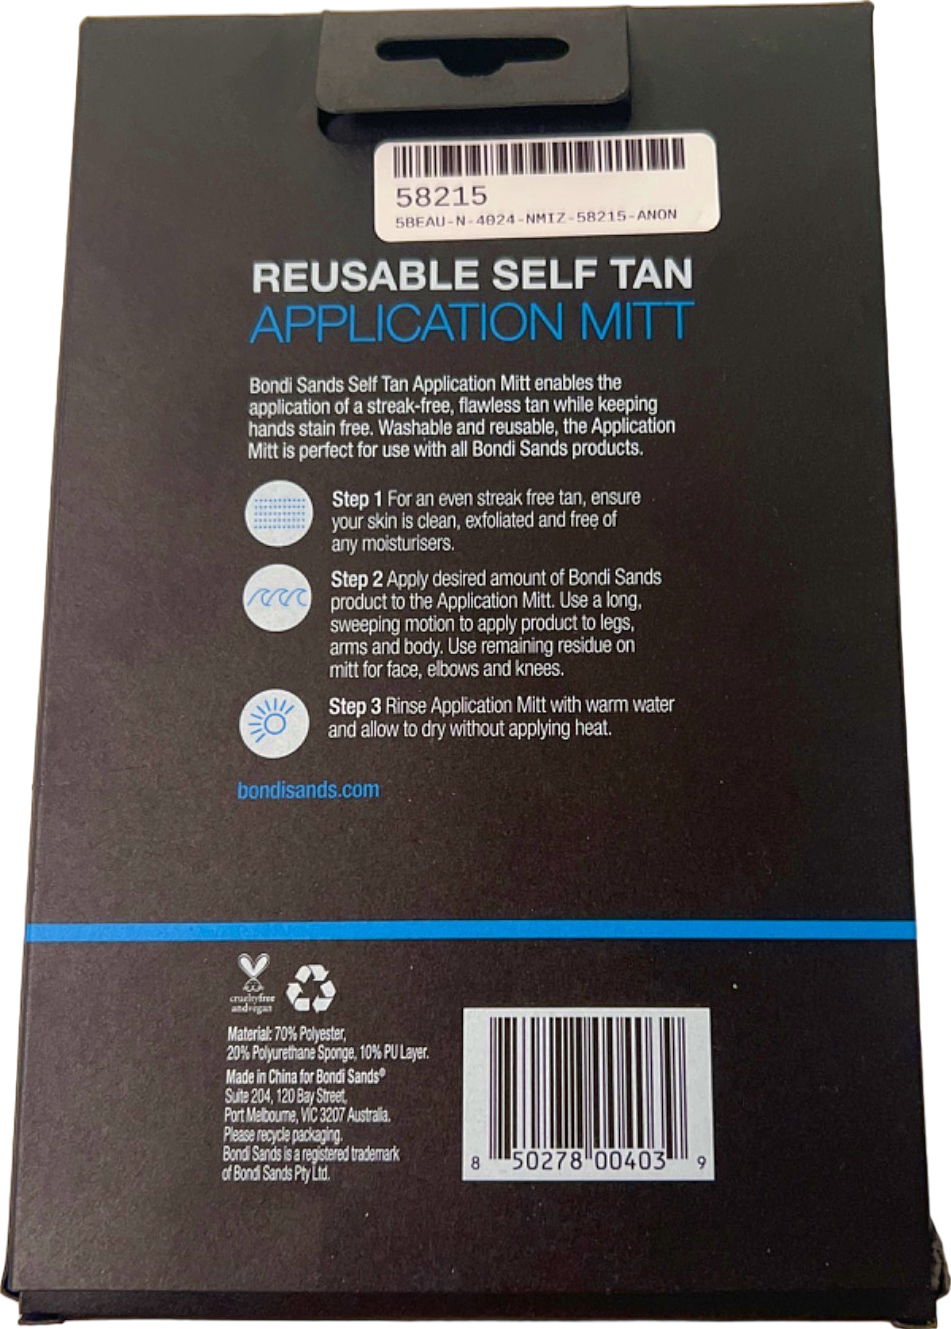 58215
5BEAU-N-4024-NMIZ-58215-ANON
REUSABLE SELF TAN
APPLICATION MITT
Bondi Sands Self Tan Application Mitt enables the
application of a streak-free, flawless tan while keeping
hands stain free. Washable and reusable, the Application
Mitt is perfect for use with all Bondi Sands products.
Step 1 For an even streak free tan, ensure
your skin is clean, exfoliated and free of
any moisturisers.
Step 2 Apply desired amount of Bondi Sands
product to the Application Mitt. Use a long,
sweeping motion to apply product to legs,
arms and body. Use remaining residue on
mitt for face, elbows and knees.
Step 3 Rinse Application Mitt with warm water
and allow to dry without applying heat.
bondisands.com
crueltyfree
andvegan
Material: 70% Polyester,
20% Polyurethane Sponge, 10% PU Layer.
Made in China for Bondi Sands®
Suite 204, 120 Bay Street,
Port Melbourne, VIC 3207 Australia.
Please recycle packaging.
Bondi Sands is a registered trademark
of Bondi Sands Pty Ltd.
8 50278 00403 9